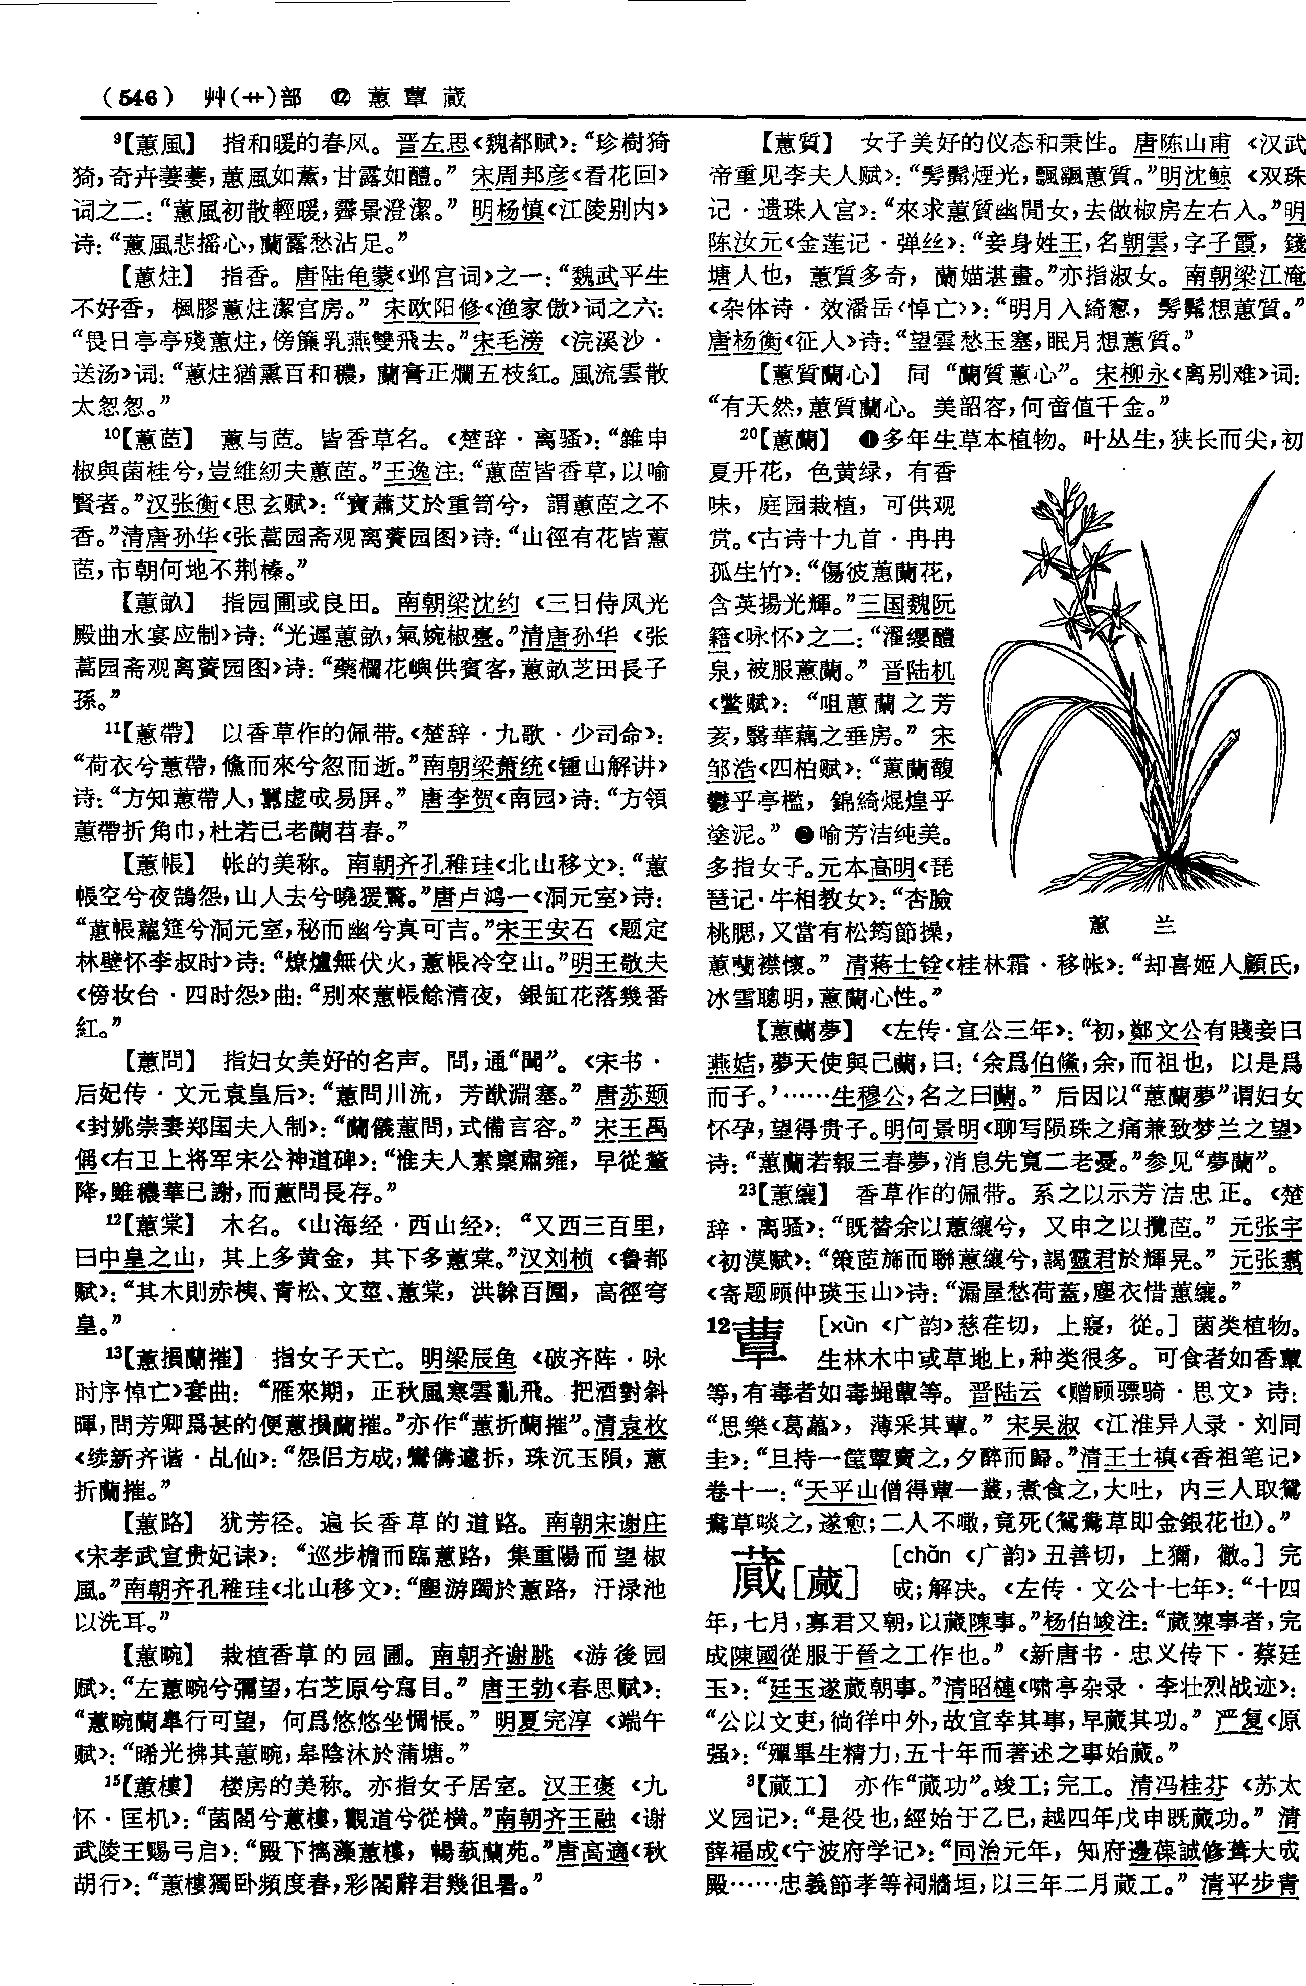 （546） 艸(艹)部 ⑫ 蕙蕈蕆
⁹【蕙風】 指和暖的春风。晋左思《魏都赋》：“珍樹猗
猗，奇卉萋萋，蕙風如薰，甘露如醴。” 宋周邦彦《看花回》
词之二：“蕙風初散輕暖，霽景澄潔。” 明杨慎《江陵别内》
诗：“蕙風悲摇心，蘭露愁沾足。”
【蕙炷】 指香。唐陆龟蒙《邺宫词》之一：“魏武平生
不好香，楓膠蕙炷潔宫房。” 宋欧阳修《渔家傲》词之六：
“畏日亭亭殘蕙炷，傍簾乳燕雙飛去。”宋毛滂《浣溪沙·
送汤》词：“蕙炷猶熏百和穠，蘭膏正爛五枝紅。風流雲散
太怱怱。”
¹⁰【蕙茝】 蕙与茝。皆香草名。《楚辞·离骚》：“雜申
椒與菌桂兮，豈維紉夫蕙茝。”王逸注：“蕙茝皆香草，以喻
賢者。”汉张衡《思玄赋》：“寶蕭艾於重笥兮，謂蕙茝之不
香。”清唐孙华《张蒿园斋观离薋园图》诗：“山徑有花皆蕙
茝，市朝何地不荆榛。”
【蕙畝】 指园圃或良田。南朝梁沈约《三日侍凤光
殿曲水宴应制》诗：“光遲蕙畝，氣婉椒臺。”清唐孙华《张
蒿园斋观离薋园图》诗：“藥欄花嶼供賓客，蕙畝芝田長子
孫。”
¹¹【蕙帶】 以香草作的佩带。《楚辞·九歌·少司命》：
“荷衣兮蕙帶，儵而來兮忽而逝。”南朝梁萧统《锺山解讲》
诗：“方知蕙帶人，囂虚成易屏。” 唐李贺《南园》诗：“方領
蕙帶折角巾，杜若已老蘭苕春。”
【蕙帳】 帐的美称。南朝齐孔稚珪《北山移文》：“蕙
帳空兮夜鵠怨，山人去兮曉猨驚。”唐卢鸿一《洞元室》诗：
“蕙帳蘿筵兮洞元室，秘而幽兮真可吉。”宋王安石《题定
林壁怀李叔时》诗：“燎爐無伏火，蕙帳冷空山。”明王敬夫
《傍妆台·四时怨》曲：“别來蕙帳餘清夜，銀缸花落幾番
紅。”
【蕙問】 指妇女美好的名声。問，通“聞”。《宋书·
后妃传·文元袁皇后》：“蕙問川流，芳猷淵塞。” 唐苏颋
《封姚崇妻郑国夫人制》：“蘭儀蕙問，式備言容。” 宋王禹
偁《右卫上将军宋公神道碑》：“惟夫人素稟肅雍，早從釐
降，雖穠華已謝，而蕙問長存。”
¹²【蕙棠】 木名。《山海经·西山经》：“又西三百里，
曰中皇之山，其上多黄金，其下多蕙棠。”汉刘桢《鲁都
赋》：“其木則赤桋、青松、文莖、蕙棠，洪榦百圍，高徑穹
皇。”
¹³【蕙損蘭摧】 指女子夭亡。明梁辰鱼《破齐阵·咏
时序悼亡》套曲：“雁來期，正秋風寒雲亂飛。把酒對斜
暉，問芳卿爲甚的便蕙損蘭摧。”亦作“蕙折蘭摧”。清袁枚
《续新齐谐·乩仙》：“怨侣方成，鸞儔遽拆，珠沉玉隕，蕙
折蘭摧。”
【蕙路】 犹芳径。遍长香草的道路。南朝宋谢庄
《宋孝武宣贵妃诔》：“巡步檐而臨蕙路，集重陽而望椒
風。”南朝齐孔稚珪《北山移文》：“塵游躅於蕙路，汙渌池
以洗耳。”
【蕙畹】 栽植香草的园圃。南朝齐谢朓《游後园
赋》：“左蕙畹兮彌望，右芝原兮寫目。” 唐王勃《春思赋》：
“蕙畹蘭皋行可望，何爲悠悠坐惆悵。” 明夏完淳《端午
赋》：“晞光拂其蕙畹，皋陰沐於蒲塘。”
¹⁵【蕙樓】 楼房的美称。亦指女子居室。汉王褒《九
怀·匡机》：“菌閣兮蕙樓，觀道兮從横。”南朝齐王融《谢
武陵王赐弓启》：“殿下摛藻蕙樓，暢菀蘭苑。”唐高適《秋
胡行》：“蕙樓獨卧頻度春，彩閣辭君幾徂暑。”
【蕙質】 女子美好的仪态和秉性。唐陈山甫《汉武
帝重见李夫人赋》：“髣髴煙光，飄颻蕙質。”明沈鲸《双珠
记·遗珠入宫》：“來求蕙質幽閒女，去做椒房左右人。”明
陈汝元《金莲记·弹丝》：“妾身姓王，名朝雲，字子霞，錢
塘人也，蕙質多奇，蘭媌湛畫。”亦指淑女。南朝梁江淹
《杂体诗·效潘岳〈悼亡〉》：“明月入綺窻，髣髴想蕙質。”
唐杨衡《征人》诗：“望雲愁玉塞，眠月想蕙質。”
【蕙質蘭心】 同“蘭質蕙心”。宋柳永《离别难》词：
“有天然，蕙質蘭心。美韶容，何啻值千金。”
²⁰【蕙蘭】 ❶多年生草本植物。叶丛生，狭长而尖，初
夏开花，色黄绿，有香
味，庭园栽植，可供观
赏。《古诗十九首·冉冉
孤生竹》：“傷彼蕙蘭花，
含英揚光輝。”三国魏阮
籍《咏怀》之二：“濯缨醴
泉，被服蕙蘭。” 晋陆机
《鳖赋》：“咀蕙蘭之芳
荄，翳華藕之垂房。” 宋
邹浩《四柏赋》：“蕙蘭馥
鬱乎亭檻，錦綺焜煌乎
塗泥。” ❷喻芳洁纯美。
多指女子。元本高明《琵
琶记·牛相教女》：“杏臉
桃腮，又當有松筠節操，
蕙蘭襟懷。” 清蒋士铨《桂林霜·移帐》：“却喜姬人顧氏，
冰雪聰明，蕙蘭心性。”
蕙 兰
【蕙蘭夢】 《左传·宣公三年》：“初，鄭文公有賤妾曰
燕姞，夢天使與己蘭，曰：‘余爲伯儵，余，而祖也，以是爲
而子。’……生穆公，名之曰蘭。” 后因以“蕙蘭夢”谓妇女
怀孕，望得贵子。明何景明《聊写陨珠之痛兼致梦兰之望》
诗：“蕙蘭若報三春夢，消息先寬二老憂。”参见“夢蘭”。
²³【蕙纕】 香草作的佩带。系之以示芳洁忠正。《楚
辞·离骚》：“既替余以蕙纕兮，又申之以攬茝。” 元张宇
《初漠赋》：“策茝旆而聯蕙纕兮，謁靈君於輝晃。” 元张翥
《寄题顾仲瑛玉山》诗：“漏屋愁荷蓋，塵衣惜蕙纕。”
12蕈 [xùn 《广韵》慈荏切，上寝，從。] 菌类植物。
生林木中或草地上，种类很多。可食者如香蕈
等，有毒者如毒蝇蕈等。晋陆云《赠顾骠骑·思文》诗：
“思樂《葛藟》，薄采其蕈。” 宋吴淑《江淮异人录·刘同
圭》：“旦持一筐蕈賣之，夕醉而歸。”清王士禛《香祖笔记》
卷十一：“天平山僧得蕈一叢，煮食之，大吐，内三人取鴛
鴦草啖之，遂愈；二人不噉，竟死(鴛鴦草即金銀花也)。”
蕆[蒇] [chǎn 《广韵》丑善切，上獮，徹。] 完
成；解决。《左传·文公十七年》：“十四
年，七月，寡君又朝，以蕆陳事。”杨伯峻注：“蕆陳事者，完
成陳國從服于晉之工作也。”《新唐书·忠义传下·蔡廷
玉》：“廷玉遂蕆朝事。”清昭槤《啸亭杂录·李壮烈战迹》：
“公以文吏，徜徉中外，故宜幸其事，早蕆其功。” 严复《原
强》：“殫畢生精力，五十年而著述之事始蕆。”
³【蕆工】 亦作“蕆功”。竣工；完工。清冯桂芬《苏太
义园记》：“是役也，經始于乙巳，越四年戊申既蕆功。” 清
薛福成《宁波府学记》：“同治元年，知府邊葆誠修葺大成
殿……忠義節孝等祠牆垣，以三年二月蕆工。” 清平步青